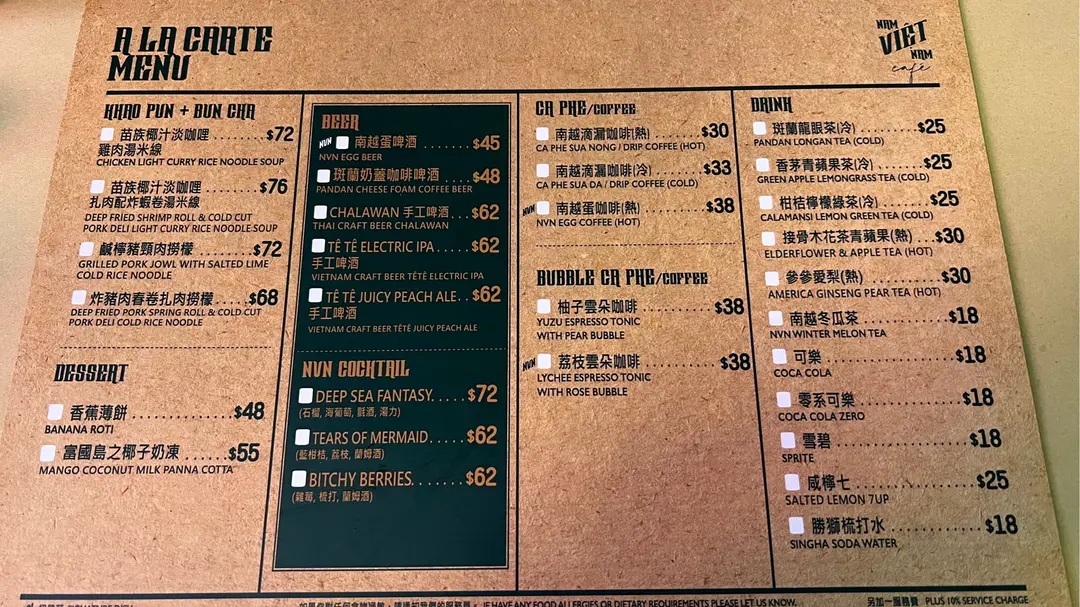 A LA CARTE
MENU
NAM
VIỆT
NAM
café
KHAO PUN + BUN CHA
苗族椰汁淡咖哩.......$72
雞肉湯米線
CHICKEN LIGHT CURRY RICE NOODLE SOUP
苗族椰汁淡咖哩.......$76
扎肉配炸蝦卷湯米線
DEEP FRIED SHRIMP ROLL & COLD CUT
PORK DELI LIGHT CURRY RICE NOODLE SOUP
鹹檸豬頸肉撈檬........$72
GRILLED PORK JOWL WITH SALTED LIME
COLD RICE NOODLE
炸豬肉春卷扎肉撈檬.....$68
DEEP FRIED PORK SPRING ROLL & COLD CUT
PORK DELI COLD RICE NOODLE
DESSERT
香蕉薄餅.............$48
BANANA ROTI
富國島之椰子奶凍......$55
MANGO COCONUT MILK PANNA COTTA
BEER
NVN 南越蛋啤酒.......$45
NVN EGG BEER
斑蘭奶蓋咖啡啤酒....$48
PANDAN CHEESE FOAM COFFEE BEER
CHALAWAN 手工啤酒...$62
THAI CRAFT BEER CHALAWAN
TÊ TÊ ELECTRIC IPA....$62
手工啤酒
VIETNAM CRAFT BEER TÊTÊ ELECTRIC IPA
TÊ TÊ JUICY PEACH ALE..$62
手工啤酒
VIETNAM CRAFT BEER TÊTÊ JUICY PEACH ALE
NVN COCKTAIL
DEEP SEA FANTASY.....$72
(石榴, 海葡萄, 氈酒, 湯力)
TEARS OF MERMAID.....$62
(藍柑桔, 荔枝, 蘭姆酒)
BITCHY BERRIES.......$62
(雜莓, 梳打, 蘭姆酒)
CA PHE/COFFEE
南越滴漏咖啡(熱)......$30
CA PHE SUA NONG / DRIP COFFEE (HOT)
南越滴漏咖啡(冷)......$33
CA PHE SUA DA / DRIP COFFEE (COLD)
NVN 南越蛋咖啡(熱)........$38
NVN EGG COFFEE (HOT)
BUBBLE CA PHE/COFFEE
柚子雲朵咖啡.........$38
YUZU ESPRESSO TONIC
WITH PEAR BUBBLE
NVN 荔枝雲朵咖啡.........$38
LYCHEE ESPRESSO TONIC
WITH ROSE BUBBLE
DRINK
斑蘭龍眼茶(冷)........$25
PANDAN LONGAN TEA (COLD)
香茅青蘋果茶(冷).......$25
GREEN APPLE LEMONGRASS TEA (COLD)
柑桔檸檬綠茶(冷).......$25
CALAMANSI LEMON GREEN TEA (COLD)
接骨木花茶青蘋果(熱)...$30
ELDERFLOWER & APPLE TEA (HOT)
參參愛梨(熱)..........$30
AMERICA GINSENG PEAR TEA (HOT)
南越冬瓜茶............$18
NVN WINTER MELON TEA
可樂.................$18
COCA COLA
零系可樂..............$18
COCA COLA ZERO
雪碧.................$18
SPRITE
咸檸七...............$25
SALTED LEMON 7UP
勝獅梳打水............$18
SINGHA SODA WATER
HAVE ANY FOOD ALLERGIES OR DIETARY REQUIREMENTS PLEASE LET US KNOW.
另加一服務費 PLUS 10% SERVICE CHARGE